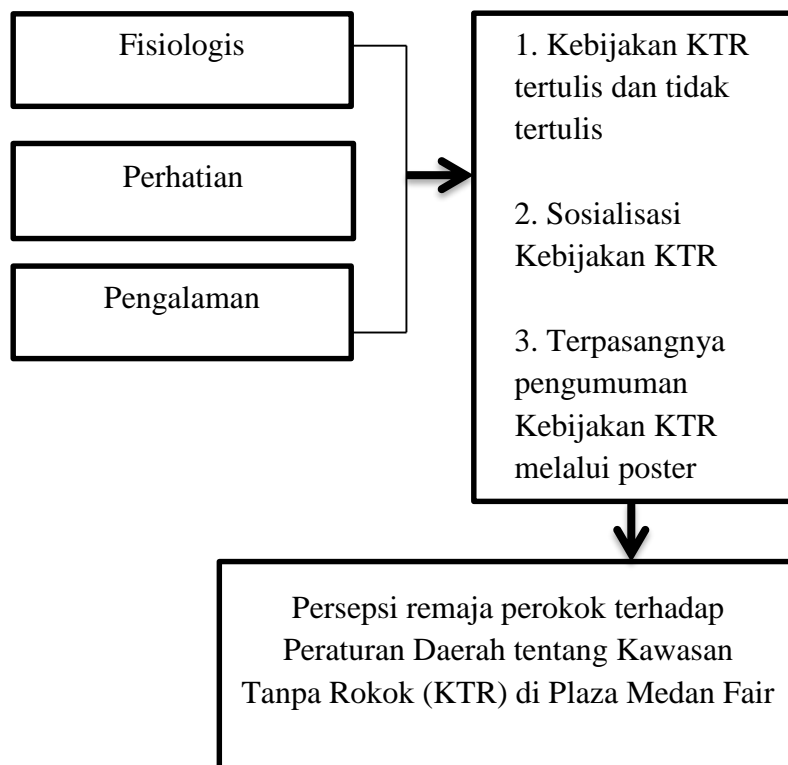 Fisiologis
Perhatian
Pengalaman
1. Kebijakan KTR
tertulis dan tidak
tertulis
2. Sosialisasi
Kebijakan KTR
3. Terpasangnya
pengumuman
Kebijakan KTR
melalui poster
Persepsi remaja perokok terhadap
Peraturan Daerah tentang Kawasan
Tanpa Rokok (KTR) di Plaza Medan Fair